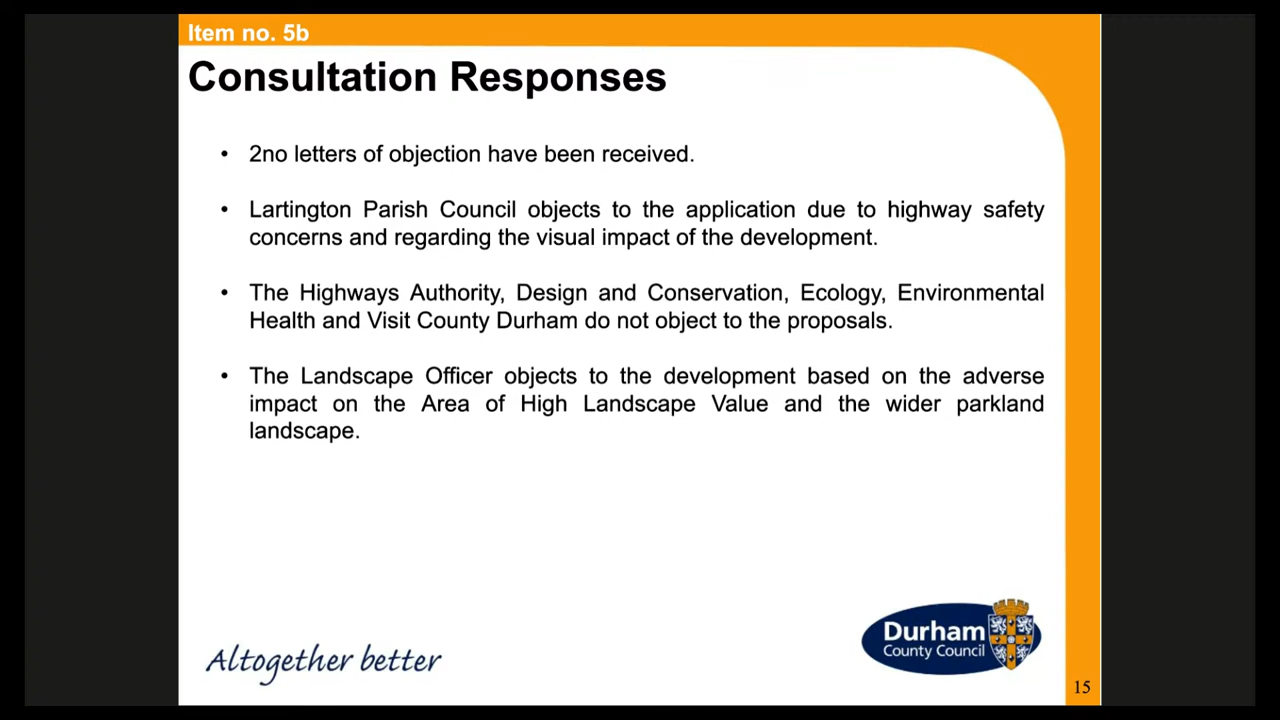 Item no. 5b
Consultation Responses
• 2no letters of objection have been received.
• Lartington Parish Council objects to the application due to highway safety
concerns and regarding the visual impact of the development.
• The Highways Authority, Design and Conservation, Ecology, Environmental
Health and Visit County Durham do not object to the proposals.
• The Landscape Officer objects to the development based on the adverse
impact on the Area of High Landscape Value and the wider parkland
landscape.
Altogether better
Durham
County Council
15